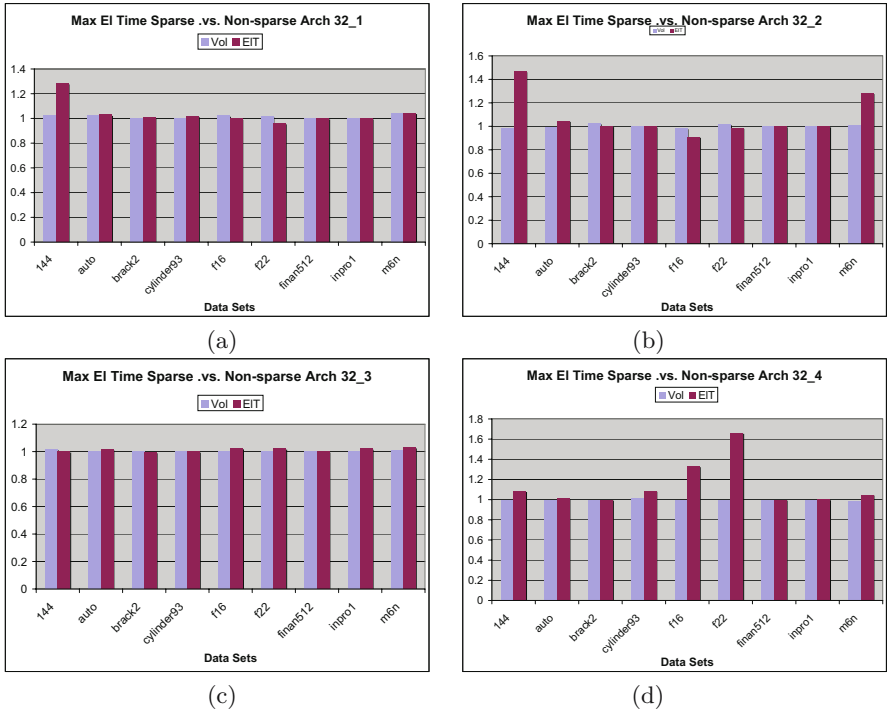 Max El Time Sparse .vs. Non-sparse Arch 32_1
Vol EIT
1.4
1.2
1
0.8
0.6
0.4
0.2
0
144 auto brack2 cylinder93 f16 f22 finan512 inpro1 m6n
Data Sets
(a)
Max El Time Sparse .vs. Non-sparse Arch 32_2
Vol EIT
1.6
1.4
1.2
1
0.8
0.6
0.4
0.2
0
144 auto brack2 cylinder93 f16 f22 finan512 inpro1 m6n
Data Sets
(b)
Max El Time Sparse .vs. Non-sparse Arch 32_3
Vol EIT
1.2
1
0.8
0.6
0.4
0.2
0
144 auto brack2 cylinder93 f16 f22 finan512 inpro1 m6n
Data Sets
(c)
Max El Time Sparse .vs. Non-sparse Arch 32_4
Vol EIT
1.8
1.6
1.4
1.2
1
0.8
0.6
0.4
0.2
0
144 auto brack2 cylinder93 f16 f22 finan512 inpro1 m6n
Data Sets
(d)